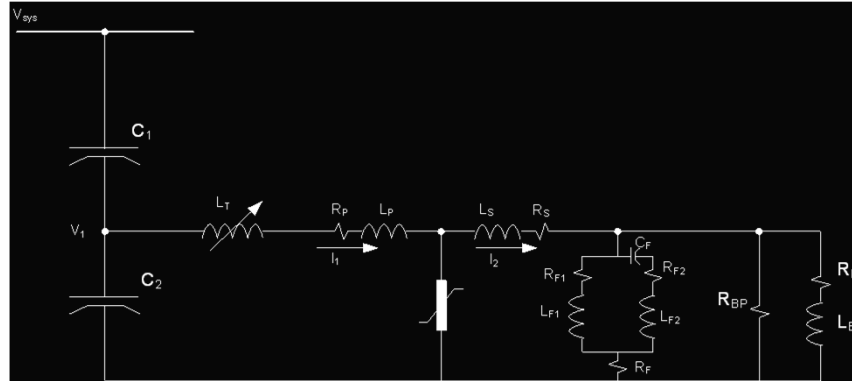 Vsys
C1
LT
RP
LP
LS
RS
V1
I1
I2
CF
RF1
RF2
C2
RBP
LF1
LF2
RF